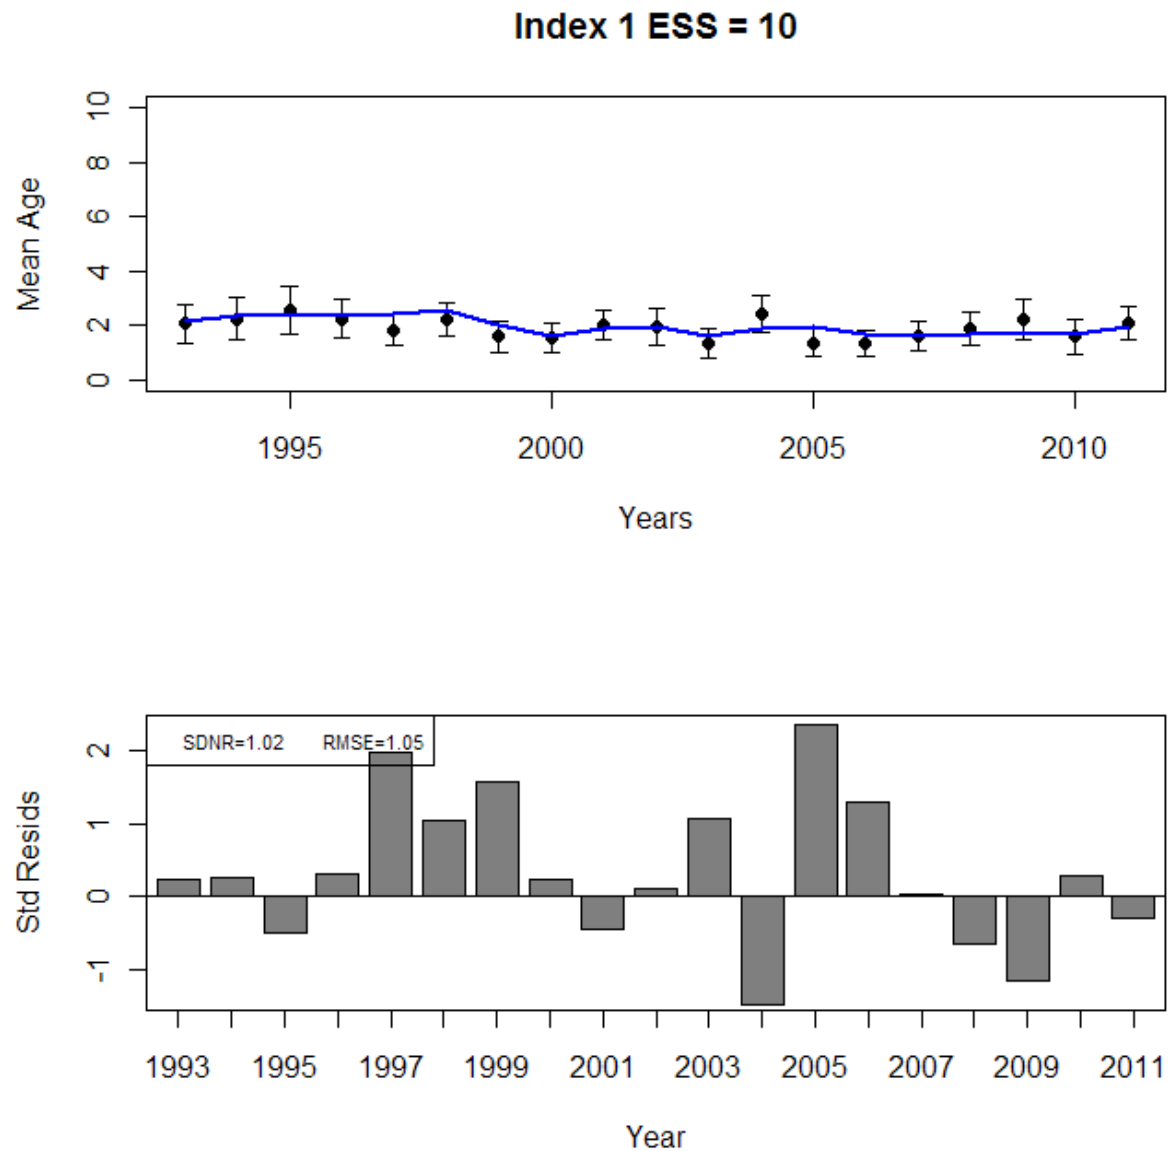 Index 1 ESS = 10
Mean Age
10
8
6
4
2
0
1995 2000 2005 2010
Years
Std Resids
SDNR=1.02 RMSE=1.05
2
1
0
-1
1993 1995 1997 1999 2001 2003 2005 2007 2009 2011
Year